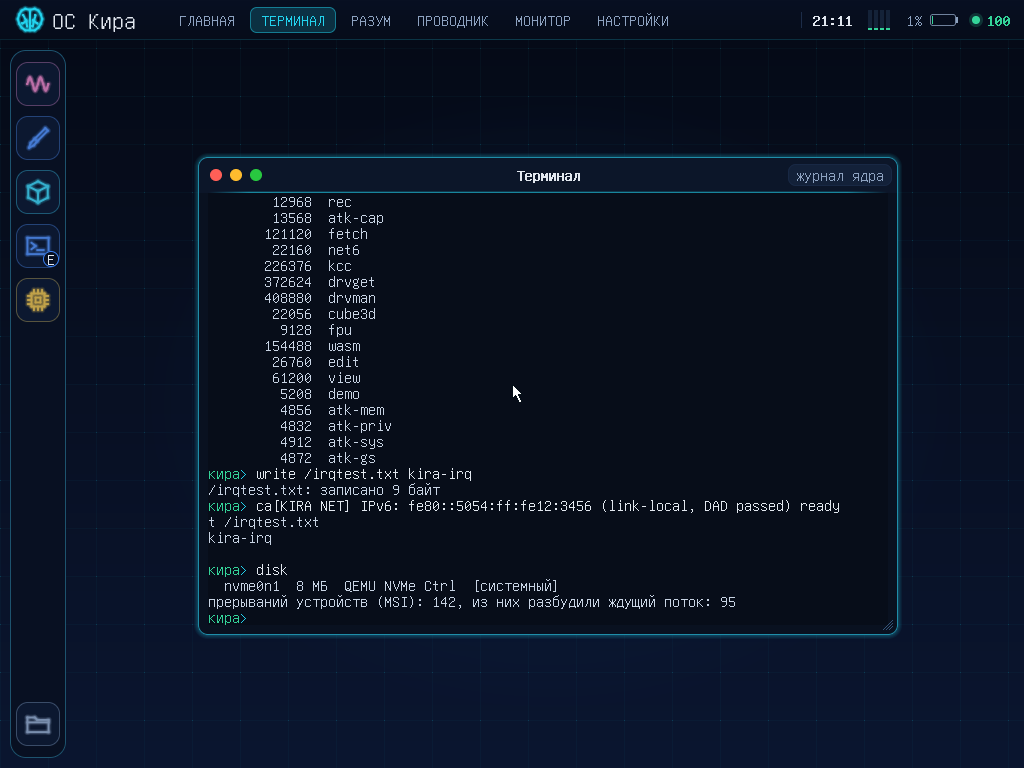 ОС Кира ГЛАВНАЯ ТЕРМИНАЛ РАЗУМ ПРОВОДНИК МОНИТОР НАСТРОЙКИ 21:11 1% 100
Терминал журнал ядра
12968 rec
13568 atk-cap
121120 fetch
22160 net6
226376 kcc
372624 drvget
408880 drvman
22056 cube3d
9128 fpu
154488 wasm
26760 edit
61200 view
5208 demo
4856 atk-mem
4832 atk-priv
4912 atk-sys
4872 atk-gs
кира> write /irqtest.txt kira-irq
/irqtest.txt: записано 9 байт
кира> ca[KIRA NET] IPv6: fe80::5054:ff:fe12:3456 (link-local, DAD passed) ready
t /irqtest.txt
kira-irq
кира> disk
nvme0n1 8 МБ QEMU NVMe Ctrl [системный]
прерываний устройств (MSI): 142, из них разбудили ждущий поток: 95
кира>
E